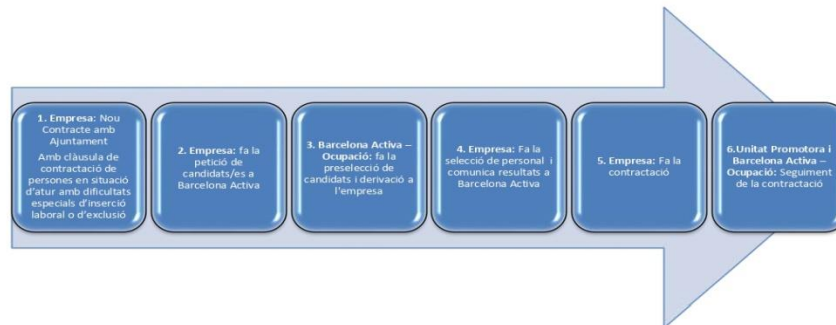 1. Empresa: Nou
Contracte amb
Ajuntament
Amb clàusula de
contractació de
persones en situació
d'atur amb dificultats
especials d'inserció
laboral o d'exclusió
2. Empresa: fa la
petició de
candidats/es a
Barcelona Activa
3. Barcelona Activa –
Ocupació: fa la
preselecció de
candidats i derivació a
l'empresa
4. Empresa: Fa la
selecció de personal i
comunica resultats a
Barcelona Activa
5. Empresa: Fa la
contractació
6.Unitat Promotora i
Barcelona Activa –
Ocupació: Seguiment
de la contractació